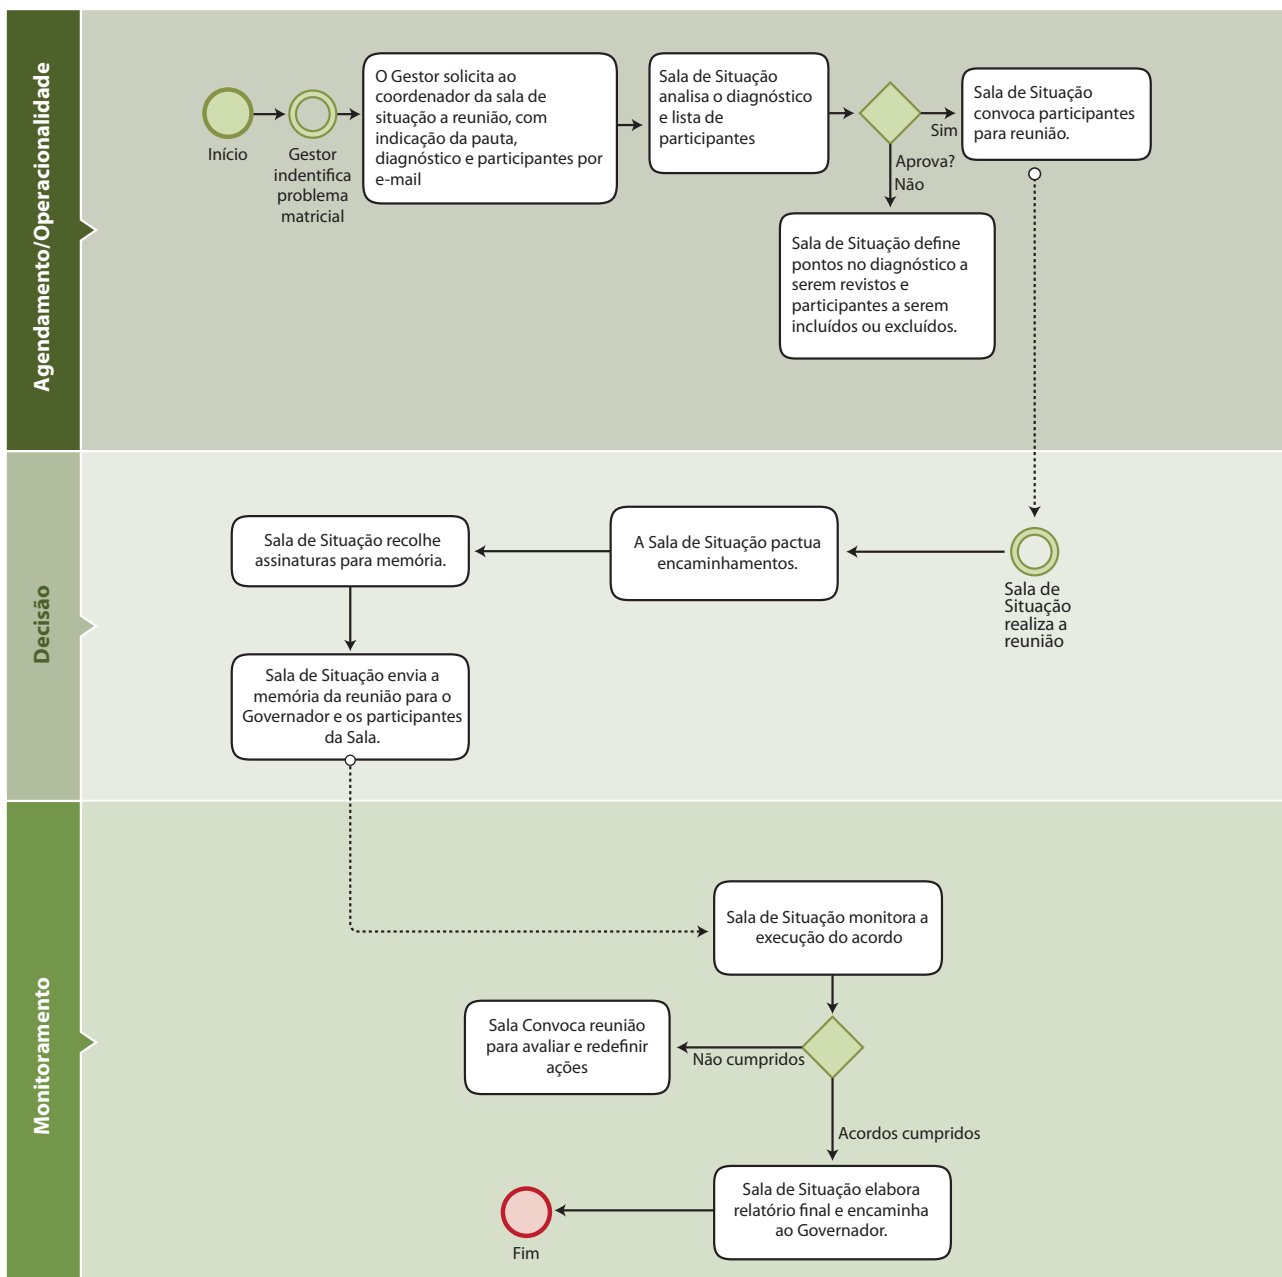 Agendamento/Operacionalidade
Início
Gestor
indentifica
problema
matricial
O Gestor solicita ao
coordenador da sala de
situação a reunião, com
indicação da pauta,
diagnóstico e participantes por
e-mail
Sala de Situação
analisa o diagnóstico
e lista de
participantes
Aprova?
Sim
Não
Sala de Situação
convoca participantes
para reunião.
Sala de Situação define
pontos no diagnóstico a
serem revistos e
participantes a serem
incluídos ou excluídos.
Decisão
Sala de
Situação
realiza a
reunião
A Sala de Situação pactua
encaminhamentos.
Sala de Situação recolhe
assinaturas para memória.
Sala de Situação envia a
memória da reunião para o
Governador e os participantes
da Sala.
Monitoramento
Sala de Situação monitora a
execução do acordo
Não cumpridos
Sala Convoca reunião
para avaliar e redefinir
ações
Acordos cumpridos
Sala de Situação elabora
relatório final e encaminha
ao Governador.
Fim